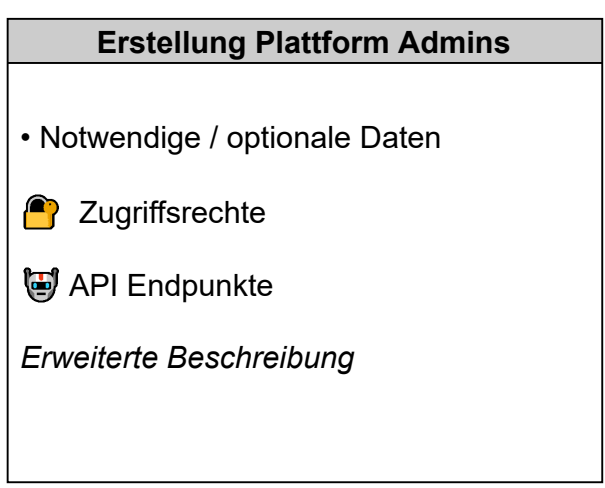 Erstellung Plattform Admins
• Notwendige / optionale Daten
Zugriffsrechte
API Endpunkte
Erweiterte Beschreibung